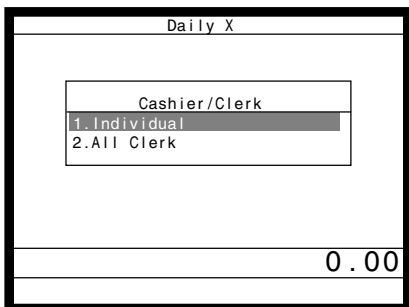 Daily X
Cashier/Clerk
1.Individual
2.All Clerk
0.00